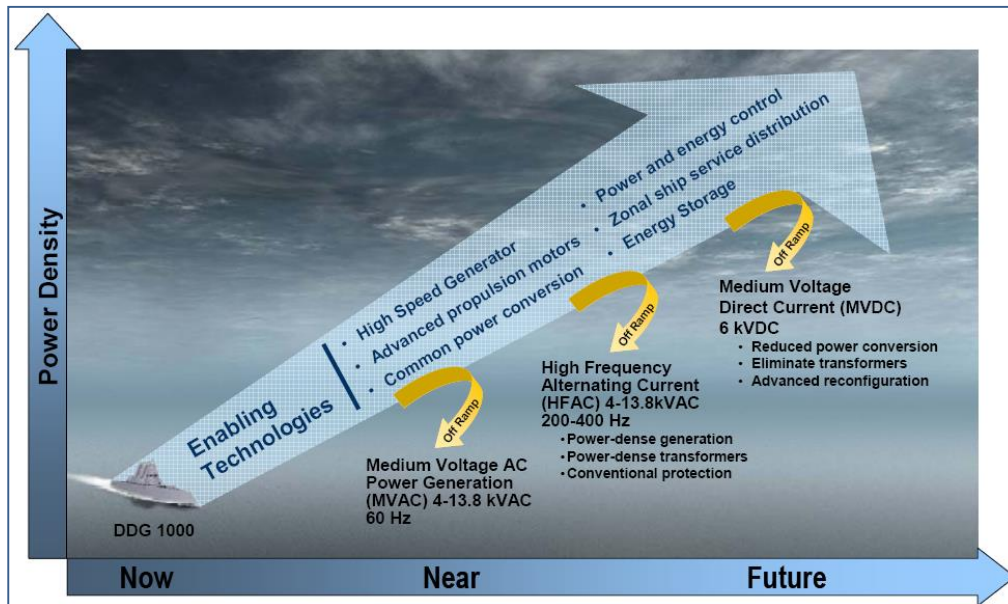 Power Density
Enabling
Technologies
• High Speed Generator
• Advanced propulsion motors
• Common power conversion
• Power and energy control
• Zonal ship service distribution
• Energy Storage
Off Ramp
Medium Voltage AC
Power Generation
(MVAC) 4-13.8 kVAC
60 Hz
Off Ramp
High Frequency
Alternating Current
(HFAC) 4-13.8kVAC
200-400 Hz
•Power-dense generation
•Power-dense transformers
•Conventional protection
Off Ramp
Medium Voltage
Direct Current (MVDC)
6 kVDC
• Reduced power conversion
• Eliminate transformers
• Advanced reconfiguration
DDG 1000
Now
Near
Future